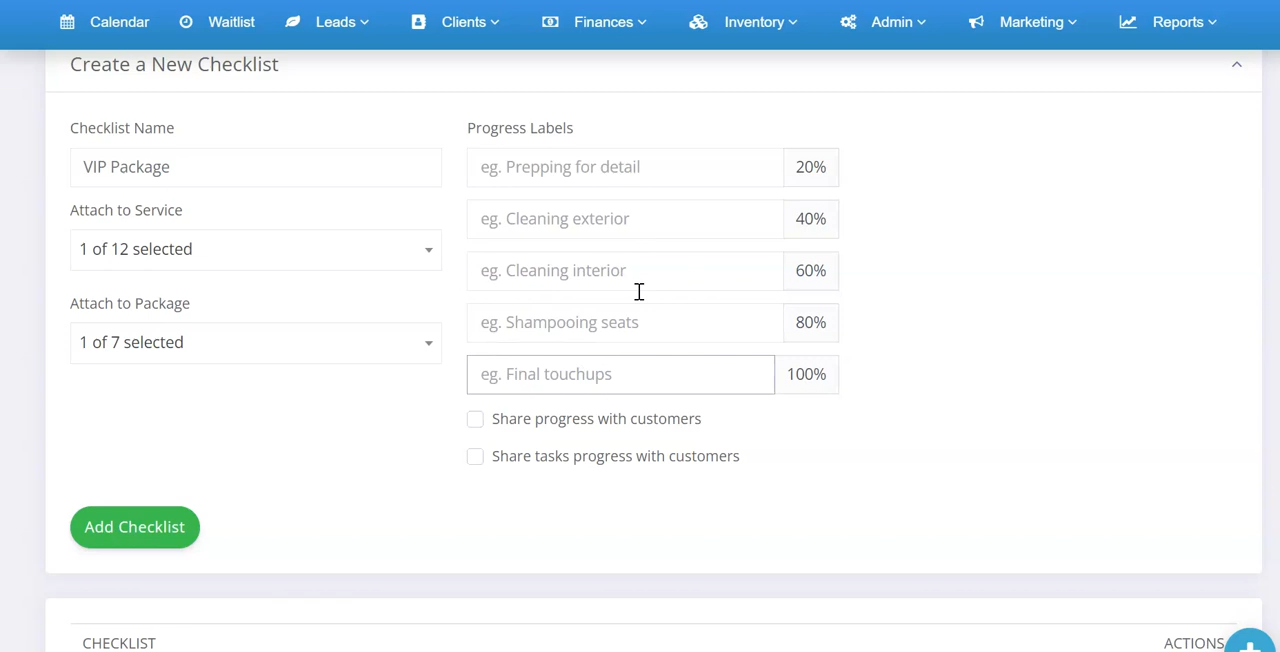 Calendar Waitlist Leads Clients Finances Inventory Admin Marketing Reports
Create a New Checklist
Checklist Name
VIP Package
Attach to Service
1 of 12 selected
Attach to Package
1 of 7 selected
Progress Labels
eg. Prepping for detail 20%
eg. Cleaning exterior 40%
eg. Cleaning interior 60%
eg. Shampooing seats 80%
eg. Final touchups 100%
Share progress with customers
Share tasks progress with customers
Add Checklist
CHECKLIST ACTIONS